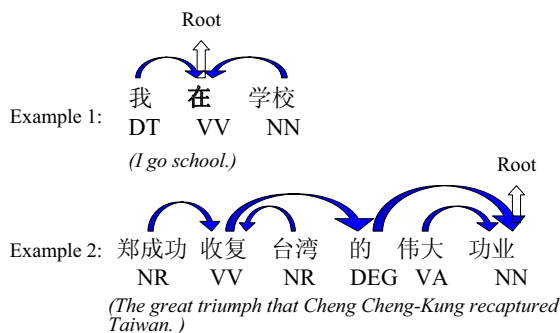 Root
Example 1: 我 在 学校
DT VV NN
(I go school.)
Root
Example 2: 郑成功 收复 台湾 的 伟大 功业
NR VV NR DEG VA NN
(The great triumph that Cheng Cheng-Kung recaptured
Taiwan. )